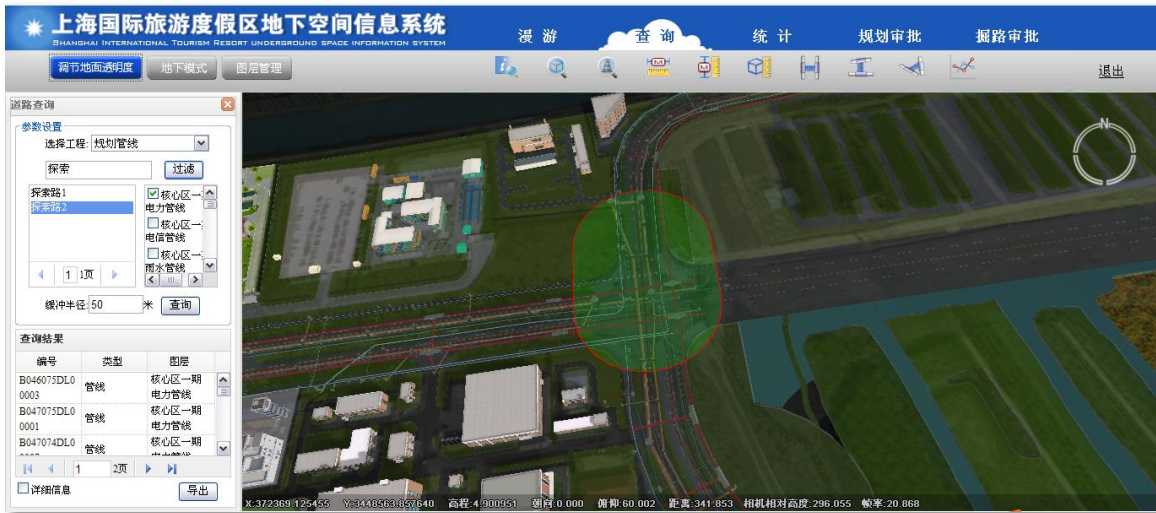 上海国际旅游度假区地下空间信息系统
SHANGHAI INTERNATIONAL TOURISM RESORT UNDERGROUND SPACE INFORMATION SYSTEM
漫 游 查 询 统 计 规划审批 掘路审批
调节地面透明度 地下模式 图层管理 退出
道路查询
参数设置
选择工程: 规划管线
探索 过滤
探索路1
探索路2
核心区一
电力管线
核心区一
电信管线
核心区一
雨水管线
1 1页
缓冲半径: 50 米 查询
查询结果
编号 类型 图层
B046075DL0
0003 管线 核心区一期
电力管线
B047075DL0
0001 管线 核心区一期
电力管线
B047074DL0
管线 核心区一期
1 2页
详细信息 导出
N
X:372369.125455 Y:3448563.857640 高程:4.900951 朝向:0.000 俯仰:60.002 距离:341.853 相机相对高度:296.055 帧率:20.868